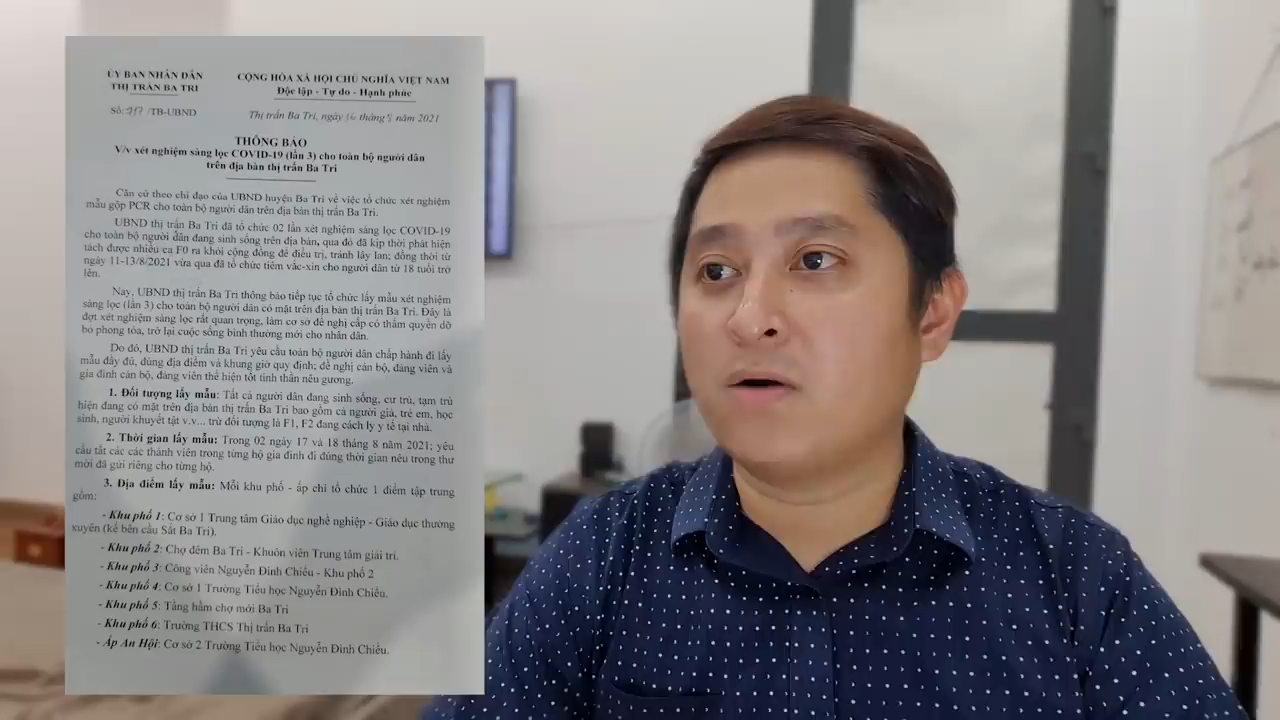 ỦY BAN NHÂN DÂN
THỊ TRẤN BA TRI
CỘNG HÒA XÃ HỘI CHỦ NGHĨA VIỆT NAM
Độc lập - Tự do - Hạnh phúc
Số: /TB-UBND
Thị trấn Ba Tri, ngày 16 tháng 8 năm 2021
THÔNG BÁO
V/v xét nghiệm sàng lọc COVID-19 (lần 3) cho toàn bộ người dân
trên địa bàn thị trấn Ba Tri
Căn cứ theo chỉ đạo của UBND huyện Ba Tri về việc tổ chức xét nghiệm
mẫu gộp PCR cho toàn bộ người dân trên địa bàn thị trấn Ba Tri.
UBND thị trấn Ba Tri đã tổ chức 02 lần xét nghiệm sàng lọc COVID-19
cho toàn bộ người dân đang sinh sống trên địa bàn, qua đó đã kịp thời phát hiện
tách được nhiều ca F0 ra khỏi cộng đồng để điều trị, tránh lây lan; đồng thời từ
ngày 11-13/8/2021 vừa qua đã tổ chức tiêm vắc-xin cho người dân từ 18 tuổi trở
lên.
Nay, UBND thị trấn Ba Tri thông báo tiếp tục tổ chức lấy mẫu xét nghiệm
sàng lọc (lần 3) cho toàn bộ người dân có mặt trên địa bàn thị trấn Ba Tri. Đây là
đợt xét nghiệm sàng lọc rất quan trọng, làm cơ sở đề nghị cấp có thẩm quyền dỡ
bỏ phong tỏa, trở lại cuộc sống bình thường mới cho nhân dân.
Do đó, UBND thị trấn Ba Tri yêu cầu toàn bộ người dân chấp hành đi lấy
mẫu đầy đủ, đúng địa điểm và khung giờ quy định; đề nghị cán bộ, đảng viên và
gia đình cán bộ, đảng viên thể hiện tốt tinh thần nêu gương.
1. Đối tượng lấy mẫu: Tất cả người dân đang sinh sống, cư trú, tạm trú
hiện đang có mặt trên địa bàn thị trấn Ba Tri bao gồm cả người già, trẻ em, học
sinh, người khuyết tật v.v... trừ đối tượng là F1, F2 đang cách ly y tế tại nhà.
2. Thời gian lấy mẫu: Trong 02 ngày 17 và 18 tháng 8 năm 2021; yêu
cầu tất các các thành viên trong từng hộ gia đình đi đúng thời gian nêu trong thư
mời đã gửi riêng cho từng hộ.
3. Địa điểm lấy mẫu: Mỗi khu phố - ấp chỉ tổ chức 1 điểm tập trung
gồm:
- Khu phố 1: Cơ sở 1 Trung tâm Giáo dục nghề nghiệp - Giáo dục thường
xuyên (kế bên cầu Sắt Ba Tri).
- Khu phố 2: Chợ đêm Ba Tri - Khuôn viên Trung tâm giải trí.
- Khu phố 3: Công viên Nguyễn Đình Chiểu - Khu phố 2
- Khu phố 4: Cơ sở 1 Trường Tiểu học Nguyễn Đình Chiểu.
- Khu phố 5: Tầng hầm chợ mới Ba Tri
- Khu phố 6: Trường THCS Thị trấn Ba Tri
- Ấp An Hội: Cơ sở 2 Trường Tiểu học Nguyễn Đình Chiểu.